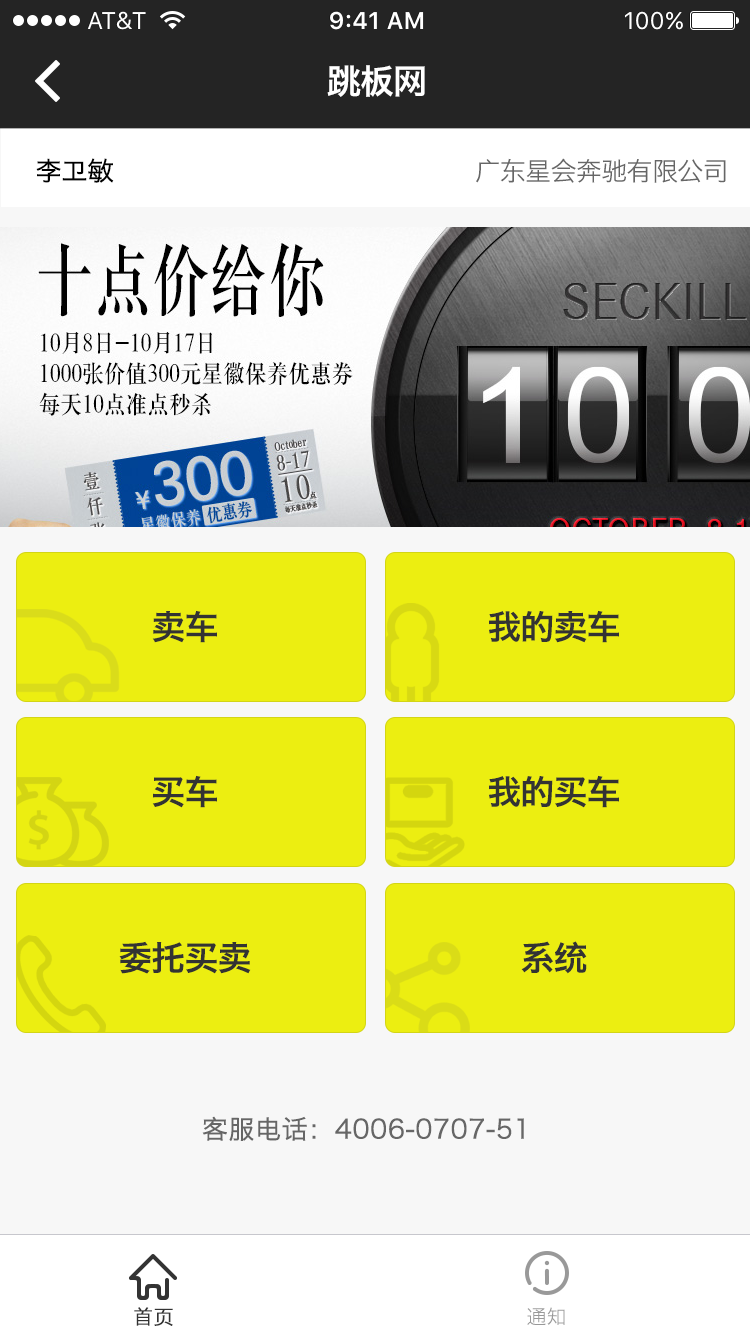 AT&T 9:41 AM 100%
跳板网
李卫敏 广东星会奔驰有限公司
十点价给你
10月8日-10月17日
1000张价值300元星徽保养优惠券
每天10点准点秒杀
SECKILL
10 0
壹仟
¥300
星徽保养 优惠券
October
8-17
10点
每天准点秒杀
OCTOBER 8-1
卖车 我的卖车
买车 我的买车
$
委托买卖 系统
客服电话：4006-0707-51
首页 通知